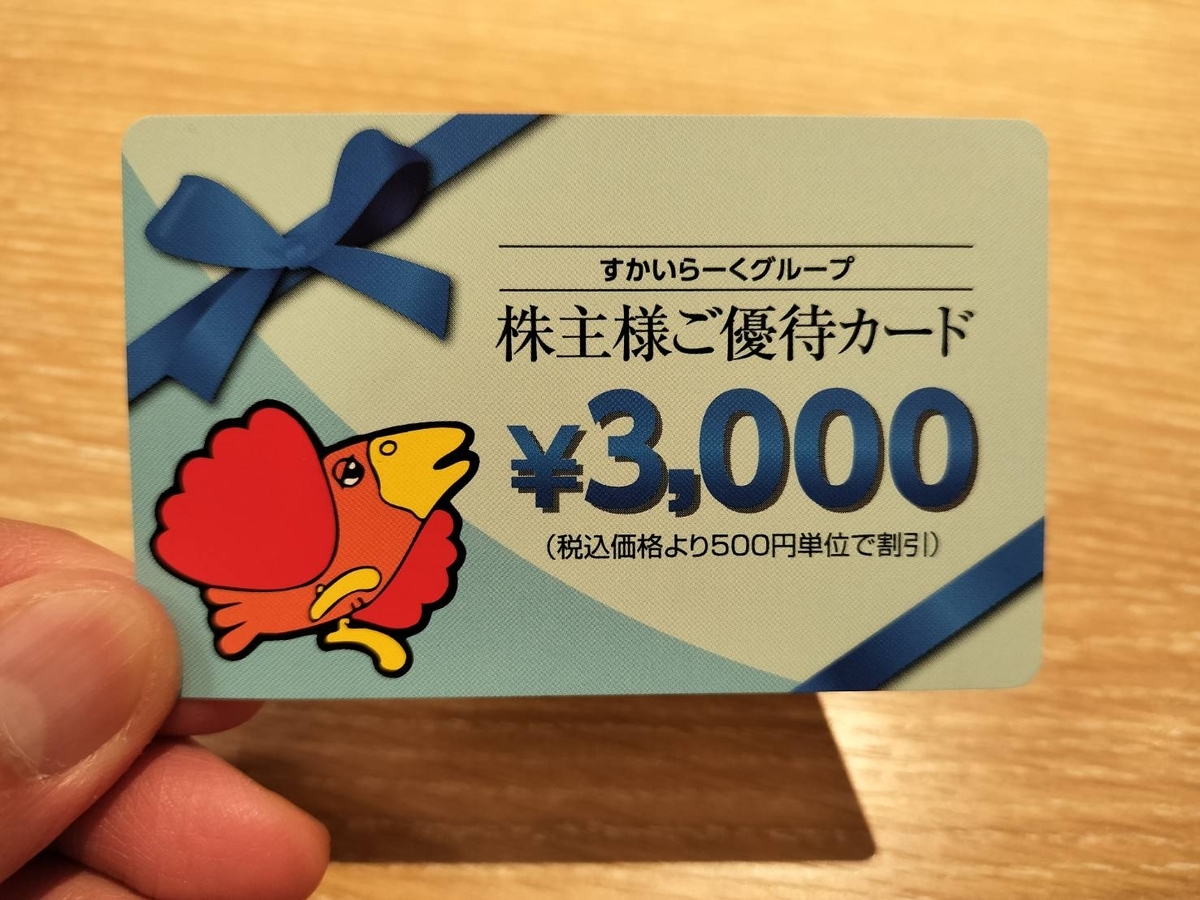 すかいらーくグループ
株主様ご優待カード
¥3,000
（税込価格より500円単位で割引）